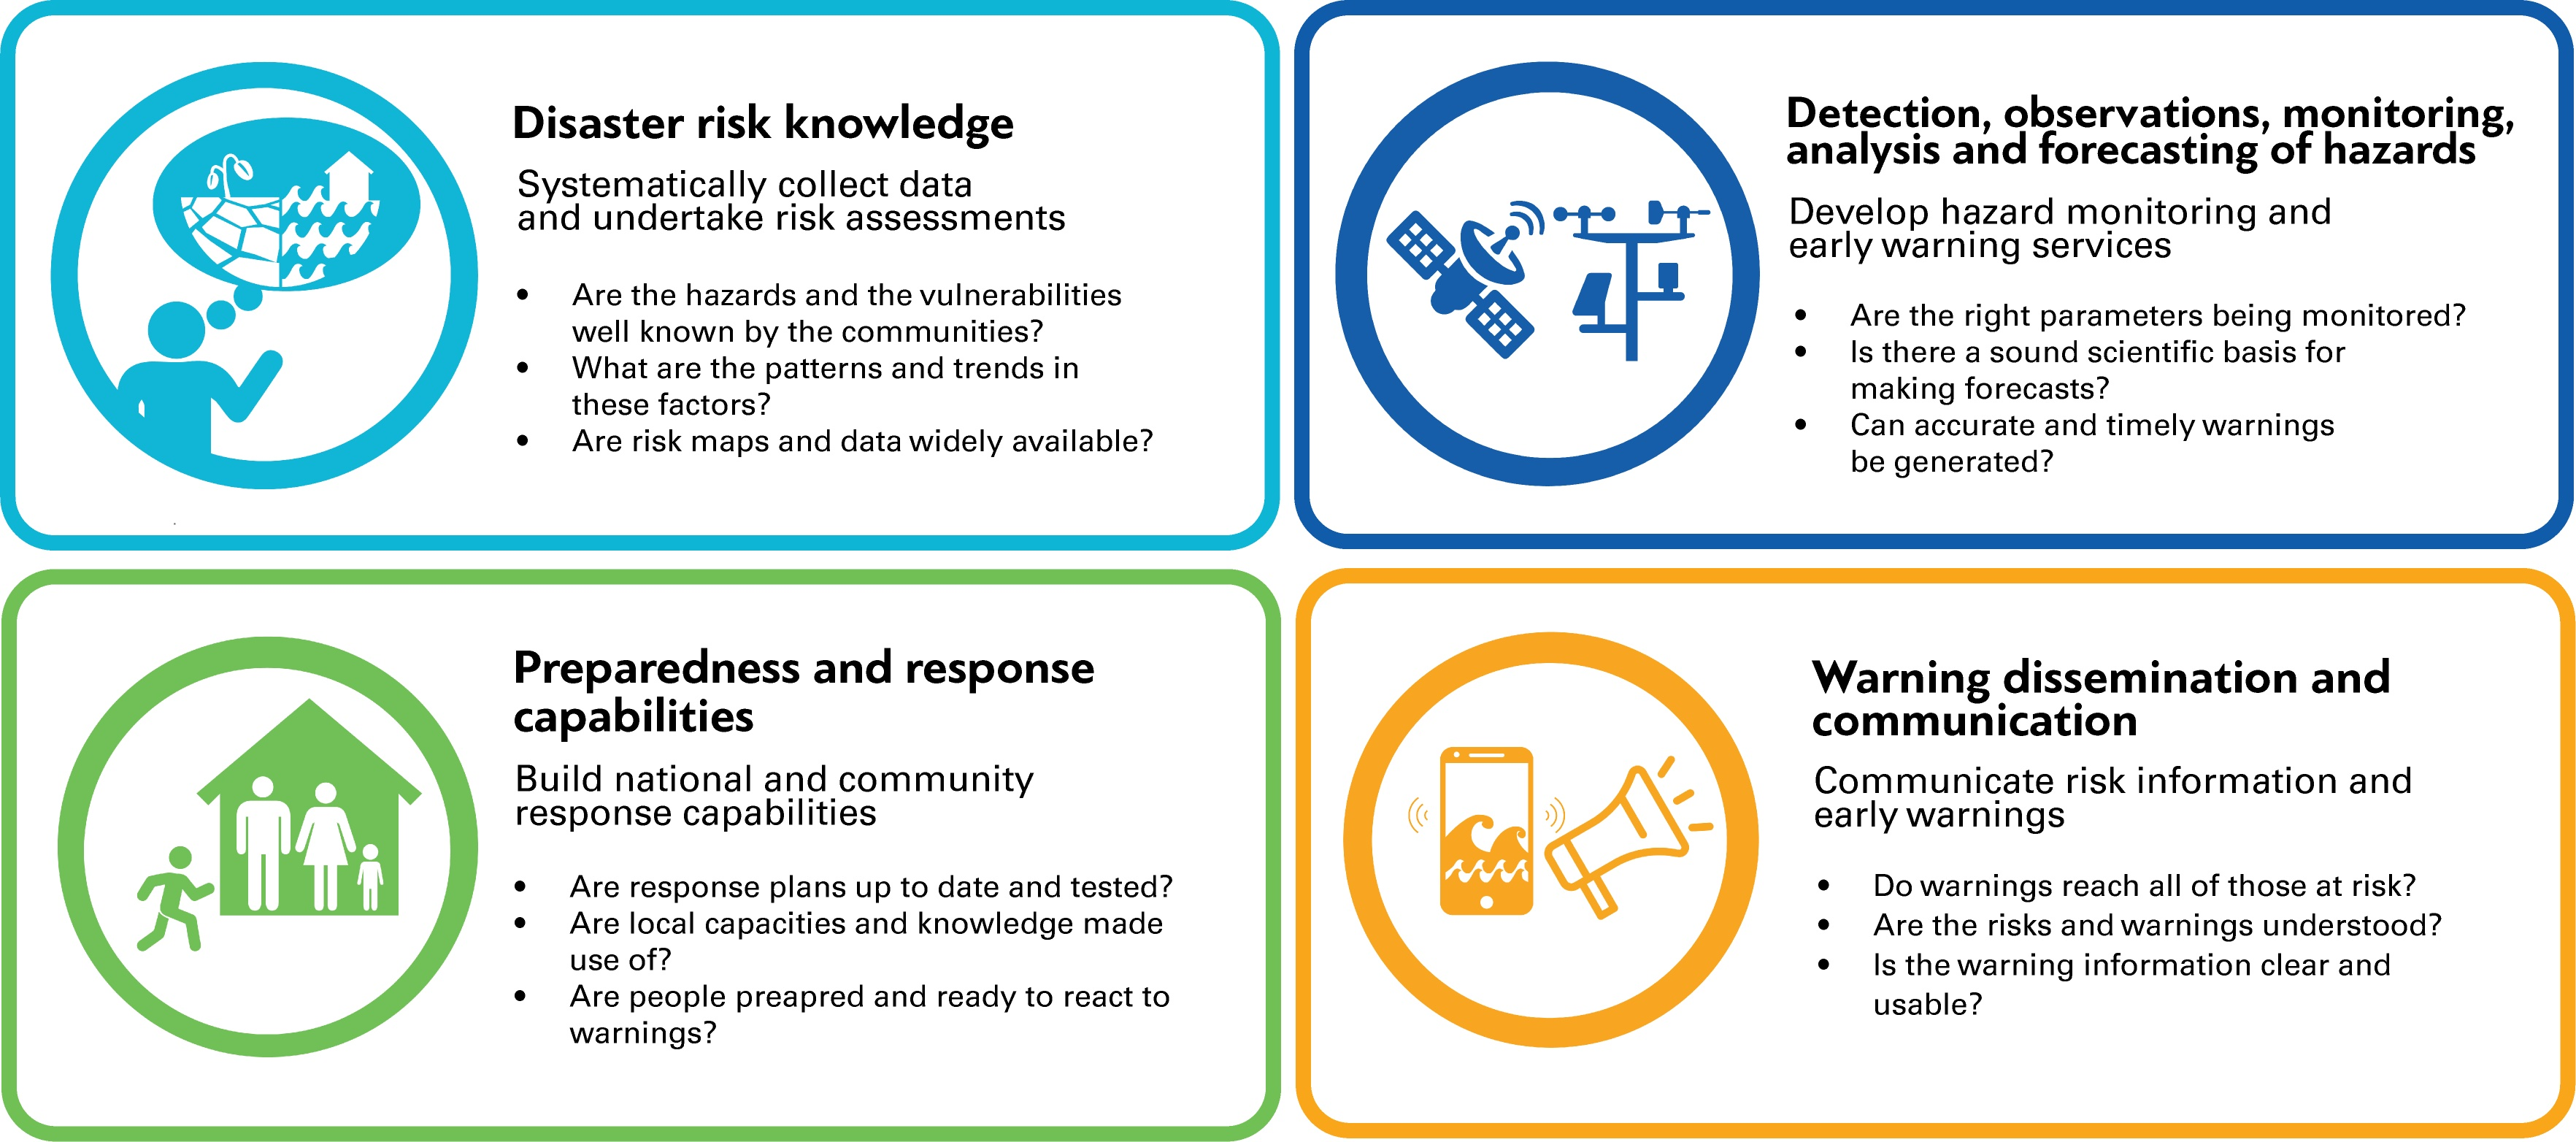 Disaster risk knowledge
Systematically collect data
and undertake risk assessments
• Are the hazards and the vulnerabilities
well known by the communities?
• What are the patterns and trends in
these factors?
• Are risk maps and data widely available?
Detection, observations, monitoring,
analysis and forecasting of hazards
Develop hazard monitoring and
early warning services
• Are the right parameters being monitored?
• Is there a sound scientific basis for
making forecasts?
• Can accurate and timely warnings
be generated?
Preparedness and response
capabilities
Build national and community
response capabilities
• Are response plans up to date and tested?
• Are local capacities and knowledge made
use of?
• Are people preapred and ready to react to
warnings?
Warning dissemination and
communication
Communicate risk information and
early warnings
• Do warnings reach all of those at risk?
• Are the risks and warnings understood?
• Is the warning information clear and
usable?